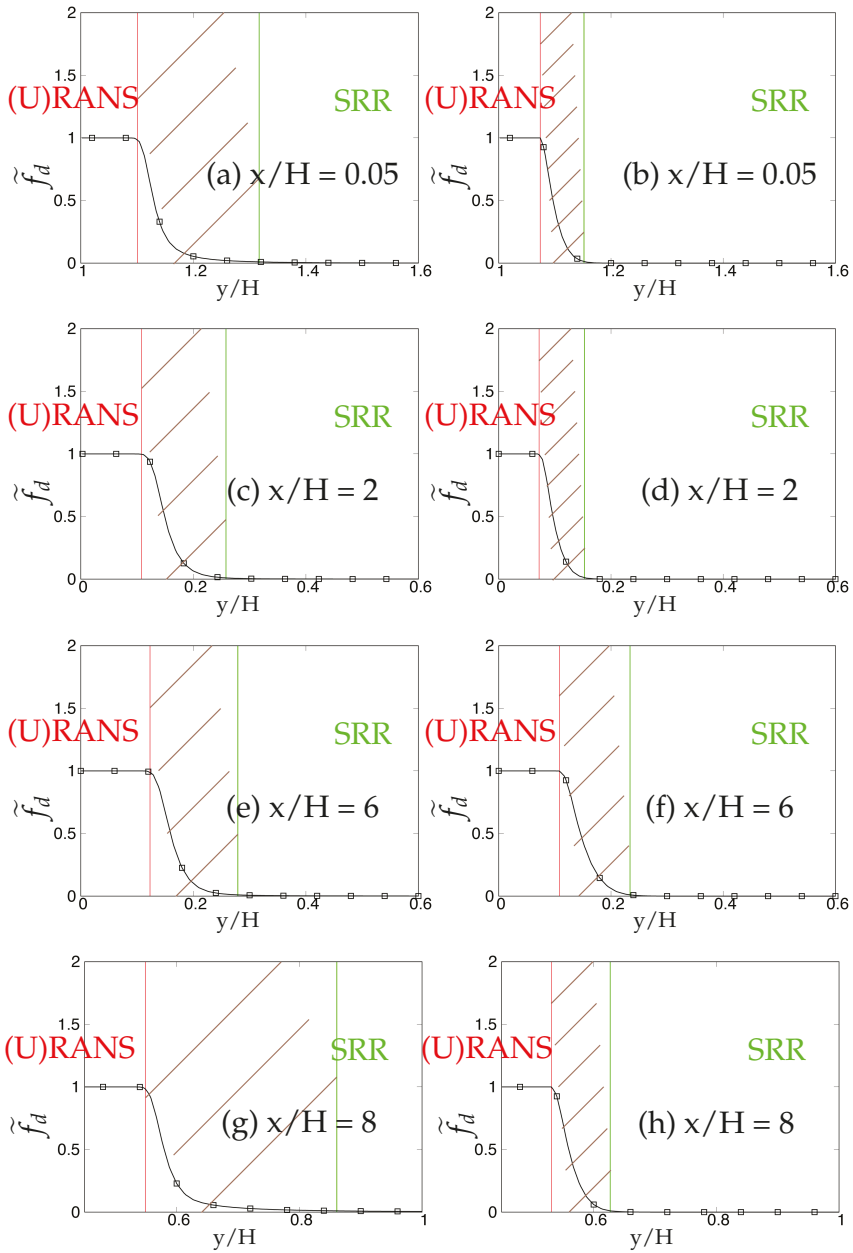 2
1.5
(U)RANS
SRR
1
f̃d
(a) x/H = 0.05
0.5
0
1
1.2
1.4
1.6
y/H
2
1.5
(U)RANS
SRR
1
f̃d
(b) x/H = 0.05
0.5
0
1
1.2
1.4
1.6
y/H
2
1.5
(U)RANS
SRR
1
f̃d
(c) x/H = 2
0.5
0
0
0.2
0.4
0.6
y/H
2
1.5
(U)RANS
SRR
1
f̃d
(d) x/H = 2
0.5
0
0
0.2
0.4
0.6
y/H
2
1.5
(U)RANS
SRR
1
f̃d
(e) x/H = 6
0.5
0
0
0.2
0.4
0.6
y/H
2
1.5
(U)RANS
SRR
1
f̃d
(f) x/H = 6
0.5
0
0
0.2
0.4
0.6
y/H
2
1.5
(U)RANS
SRR
1
f̃d
(g) x/H = 8
0.5
0
0.6
0.8
1
y/H
2
1.5
(U)RANS
SRR
1
f̃d
(h) x/H = 8
0.5
0
0.6
0.8
1
y/H